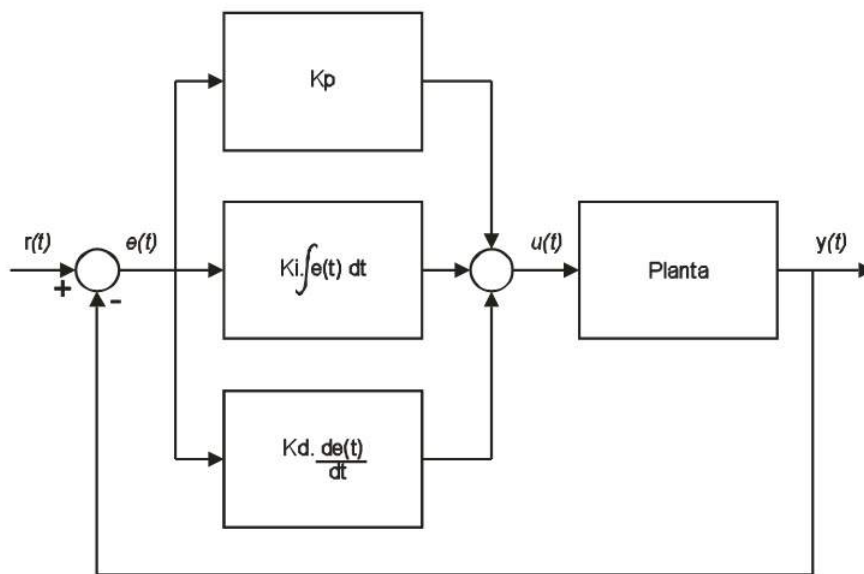 Kp
r(t)
e(t)
+
-
Ki.∫e(t) dt
u(t)
Planta
y(t)
Kd. de(t)
dt